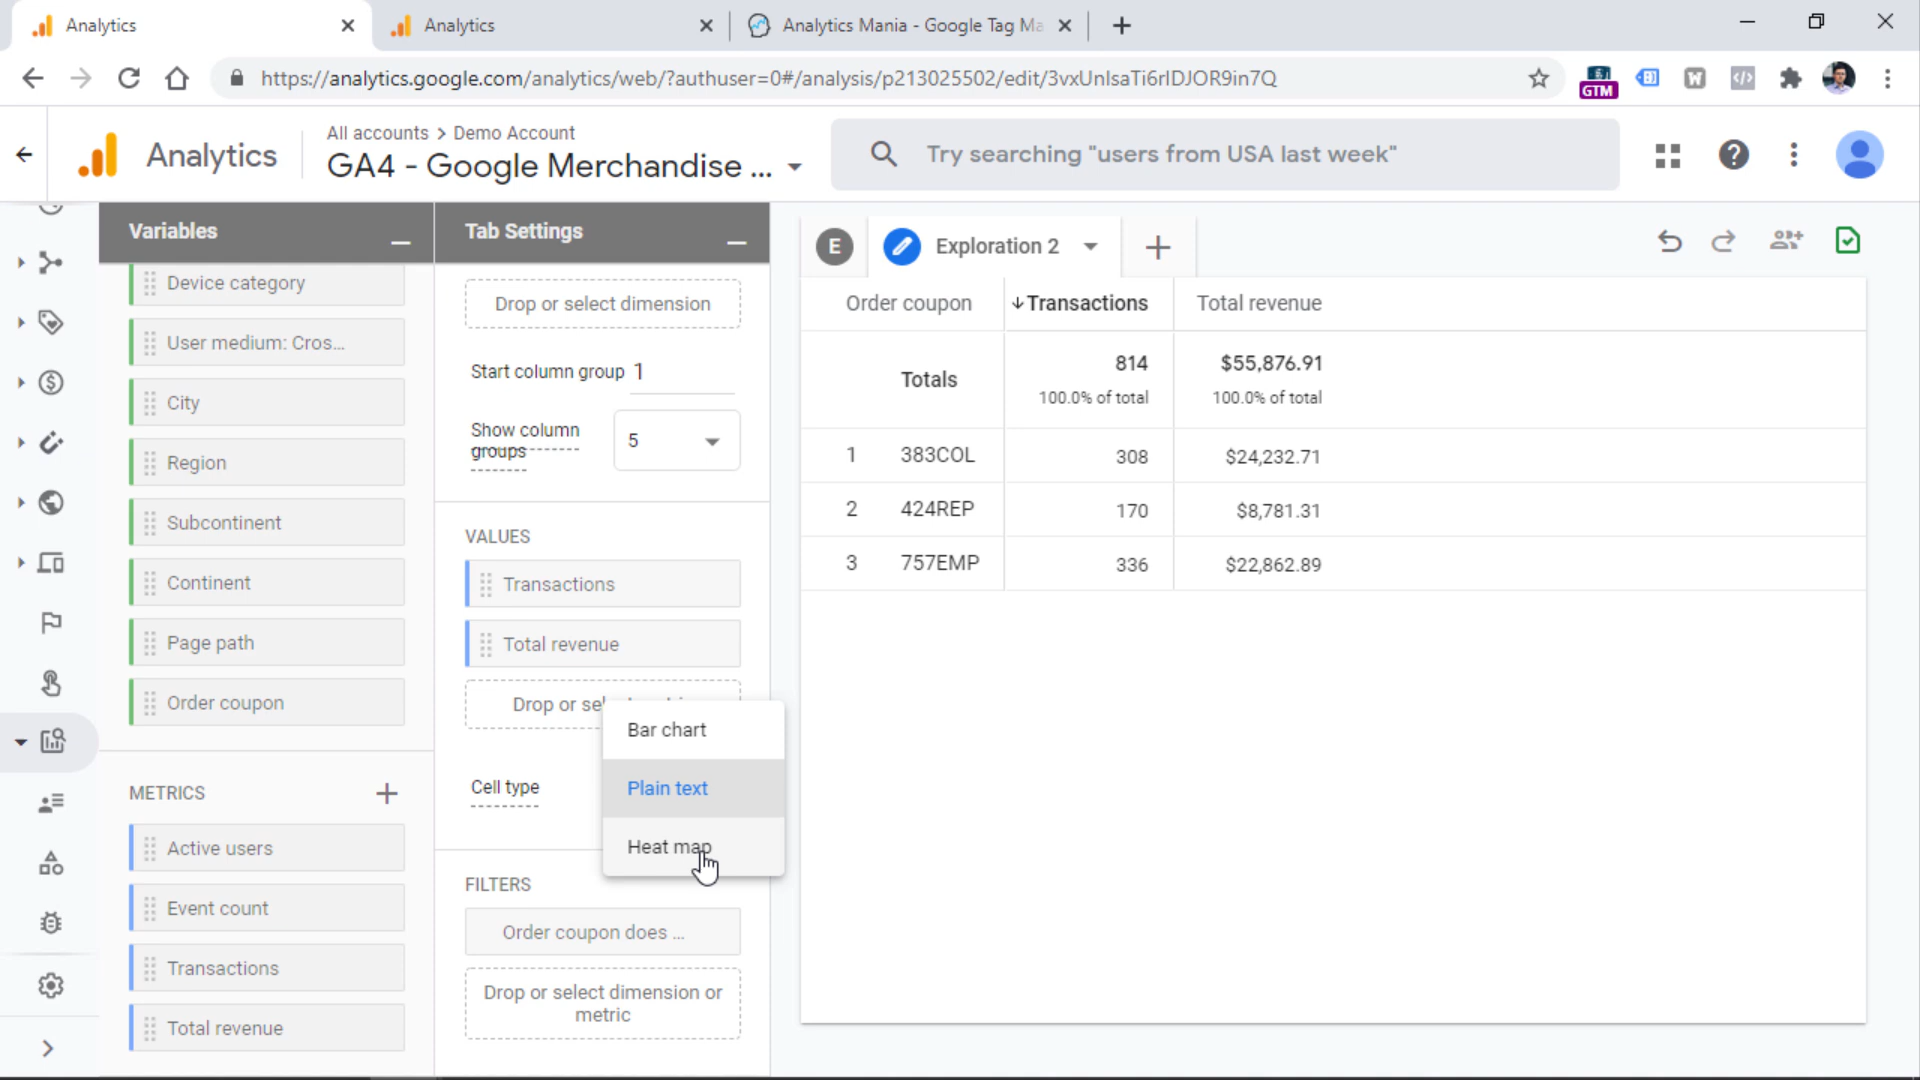 Analytics
Analytics
Analytics Mania - Google Tag Ma
https://analytics.google.com/analytics/web/?authuser=0#/analysis/p213025502/edit/3vxUnlsaTi6rIDJOR9in7Q
GTM
W
Analytics
All accounts > Demo Account
GA4 - Google Merchandise ...
Try searching "users from USA last week"
Variables
Device category
User medium: Cros...
City
Region
Subcontinent
Continent
Page path
Order coupon
METRICS
Active users
Event count
Transactions
Total revenue
Tab Settings
Drop or select dimension
Start column group 1
Show column groups 5
VALUES
Transactions
Total revenue
Drop or se
Bar chart
Cell type
Plain text
Heat map
FILTERS
Order coupon does ...
Drop or select dimension or
metric
E
Exploration 2
Order coupon Transactions Total revenue
Totals 814 $55,876.91
100.0% of total 100.0% of total
1 383COL 308 $24,232.71
2 424REP 170 $8,781.31
3 757EMP 336 $22,862.89